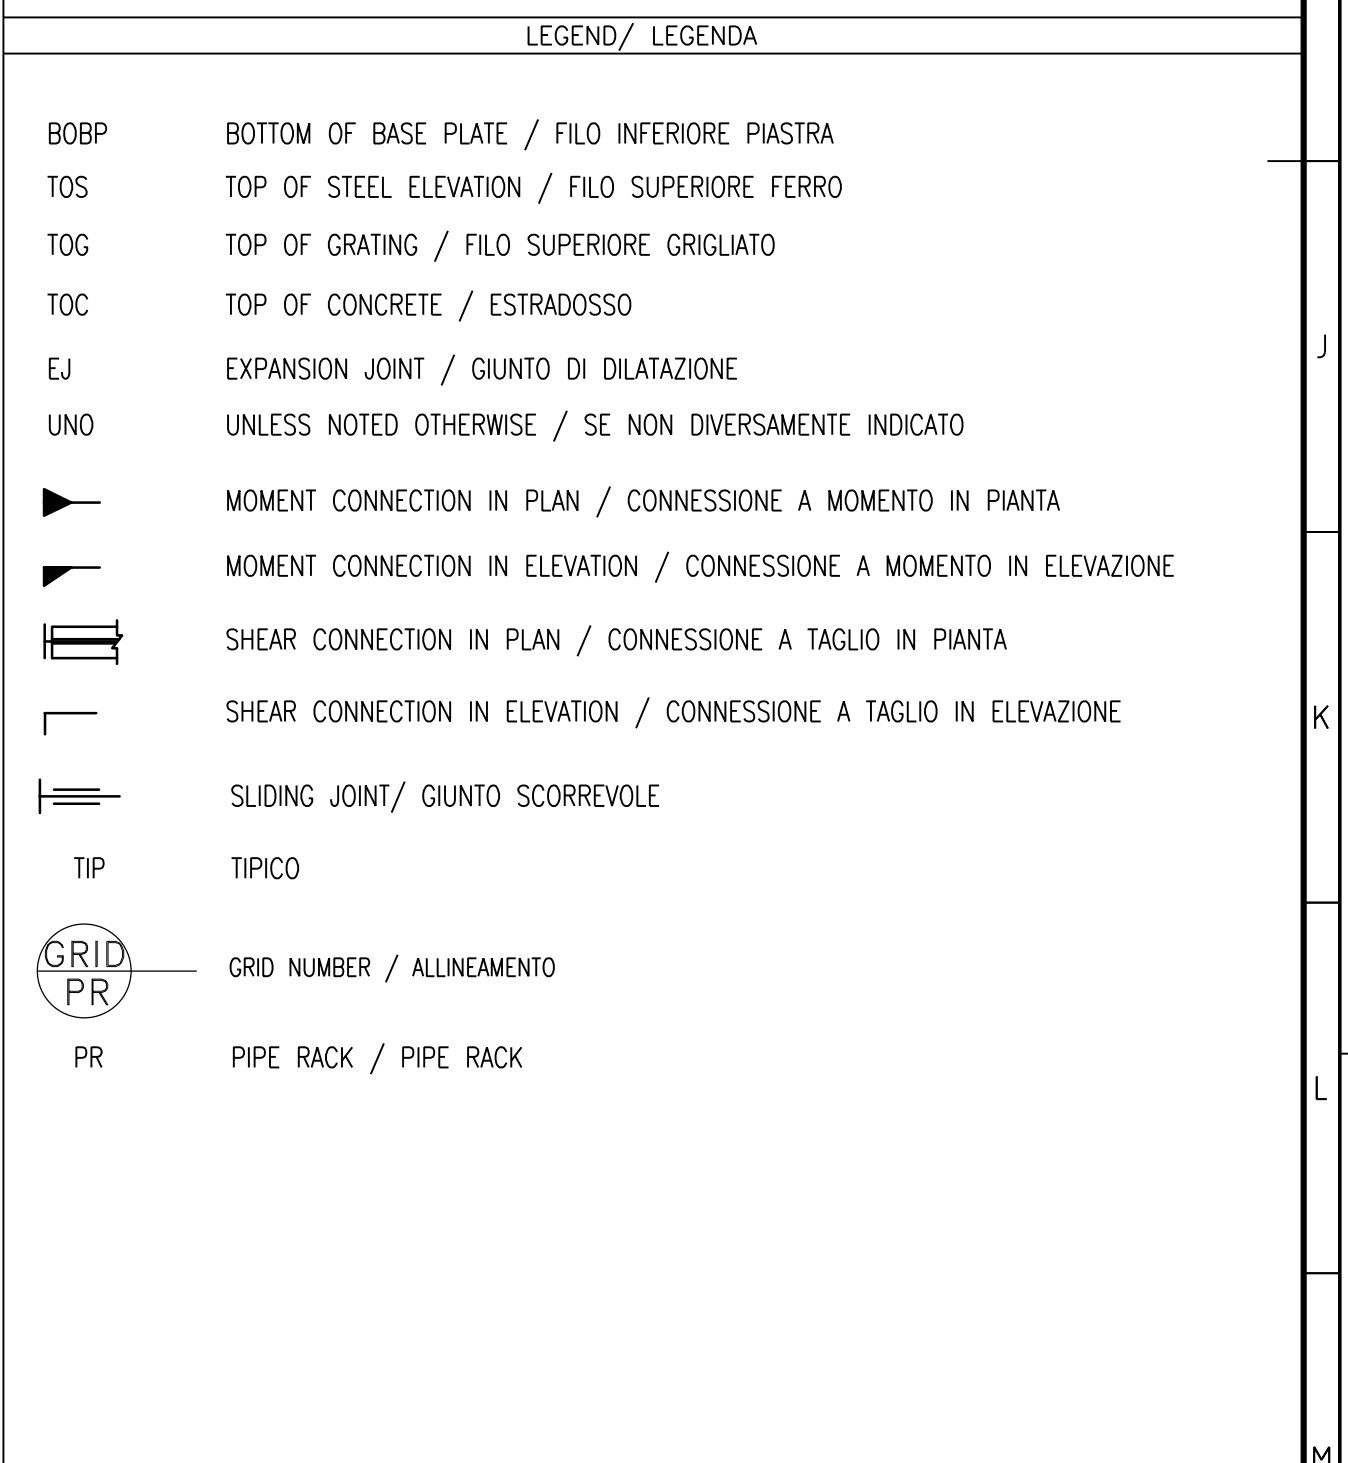 LEGEND/ LEGENDA
BOBP BOTTOM OF BASE PLATE / FILO INFERIORE PIASTRA
TOS TOP OF STEEL ELEVATION / FILO SUPERIORE FERRO
TOG TOP OF GRATING / FILO SUPERIORE GRIGLIATO
TOC TOP OF CONCRETE / ESTRADOSSO
J
EJ EXPANSION JOINT / GIUNTO DI DILATAZIONE
UNO UNLESS NOTED OTHERWISE / SE NON DIVERSAMENTE INDICATO
MOMENT CONNECTION IN PLAN / CONNESSIONE A MOMENTO IN PIANTA
MOMENT CONNECTION IN ELEVATION / CONNESSIONE A MOMENTO IN ELEVAZIONE
SHEAR CONNECTION IN PLAN / CONNESSIONE A TAGLIO IN PIANTA
SHEAR CONNECTION IN ELEVATION / CONNESSIONE A TAGLIO IN ELEVAZIONE
K
SLIDING JOINT/ GIUNTO SCORREVOLE
TIP TIPICO
GRID
PR
GRID NUMBER / ALLINEAMENTO
PR PIPE RACK / PIPE RACK
L
M